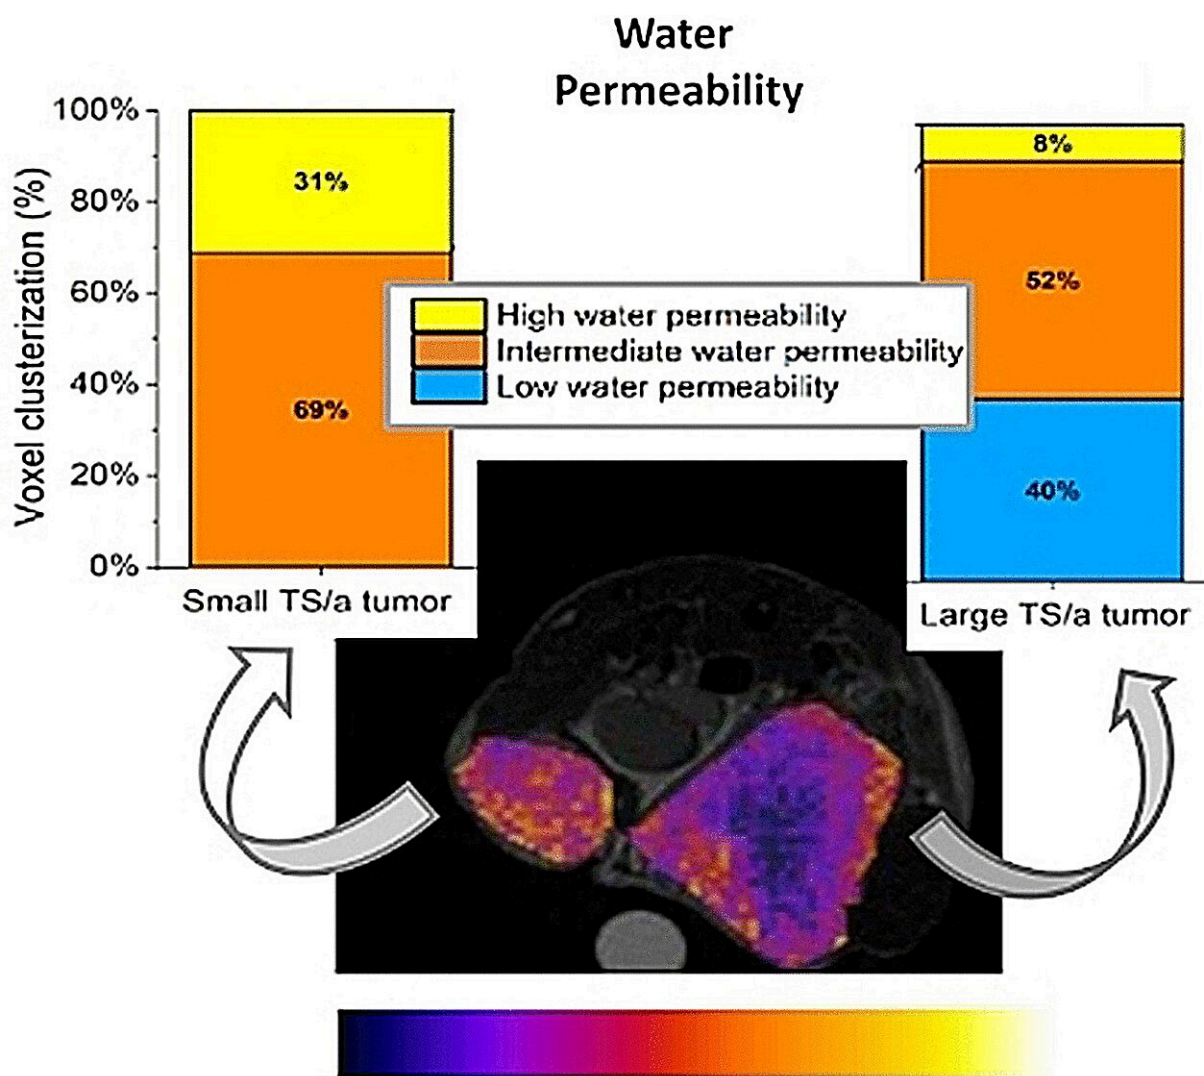 Water
Permeability
100%
80%
60%
40%
20%
0%
Voxel clusterization (%)
31%
69%
Small TS/a tumor
High water permeability
Intermediate water permeability
Low water permeability
8%
52%
40%
Large TS/a tumor